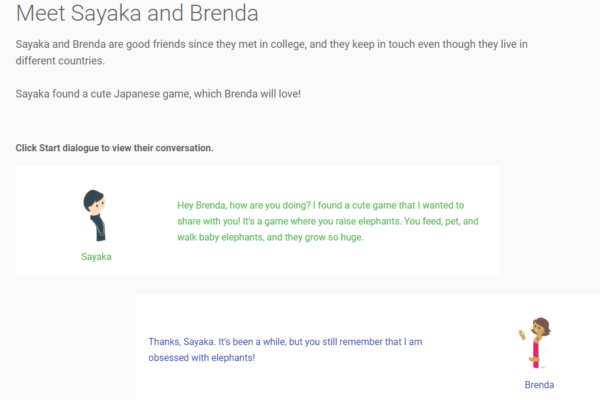 Meet Sayaka and Brenda
Sayaka and Brenda are good friends since they met in college, and they keep in touch even though they live in
different countries.
Sayaka found a cute Japanese game, which Brenda will love!
Click Start dialogue to view their conversation.
Hey Brenda, how are you doing? I found a cute game that I wanted to
share with you! It's a game where you raise elephants. You feed, pet, and
walk baby elephants, and they grow so huge.
Sayaka
Thanks, Sayaka. It's been a while, but you still remember that I am
obsessed with elephants!
Brenda